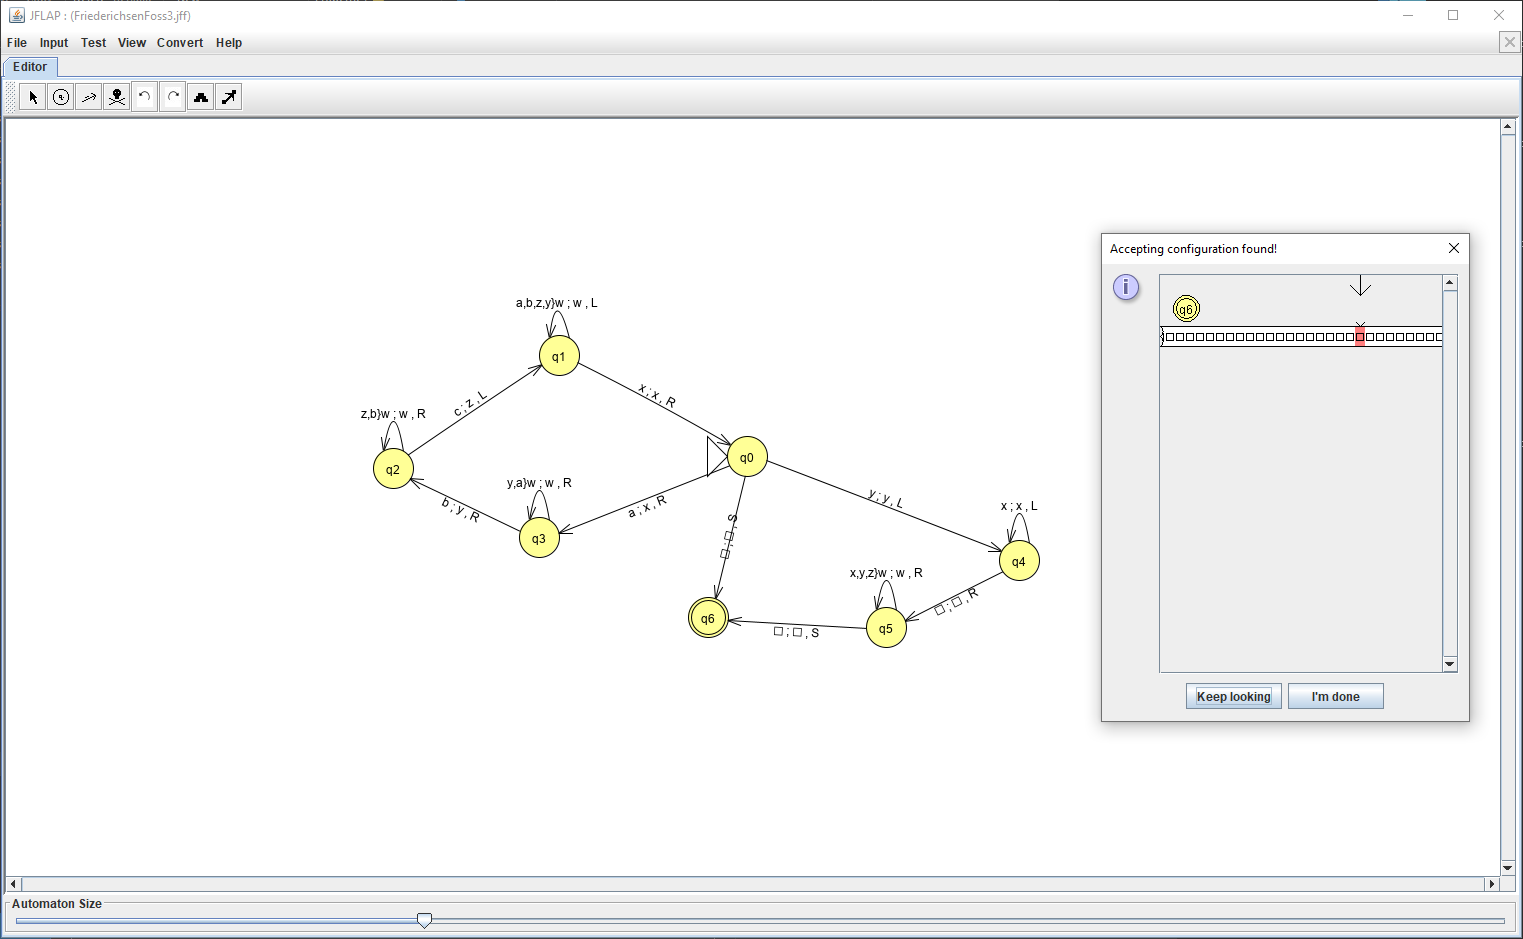 JFLAP : (FriederichsenFoss3.jff)
File Input Test View Convert Help
Editor
a,b,z,y}w ; w , L
q1
x ; x , R
c ; z , L
z,b}w ; w , R
q2
q0
y,a}w ; w , R
a ; x , R
b ; y , R
q3
y ; y , L
□ ; □ , S
x ; x , L
q4
x,y,z}w ; w , R
□ ; □ , R
q6
□ ; □ , S
q5
Accepting configuration found!
q6
Keep looking
I'm done
Automaton Size